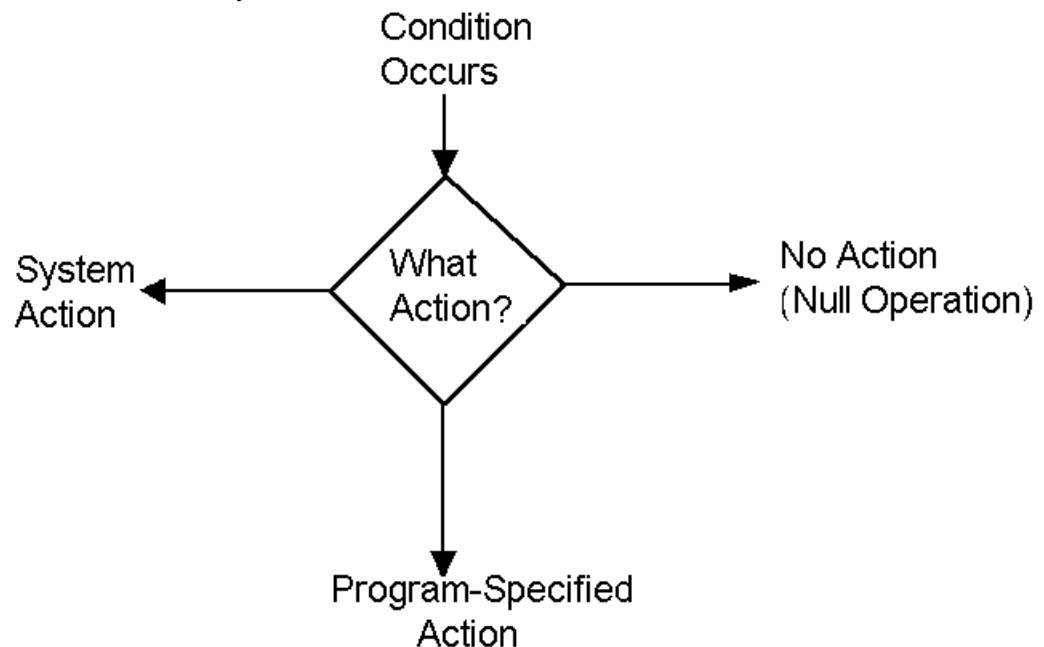 Condition
Occurs
What
Action?
System
Action
No Action
(Null Operation)
Program-Specified
Action